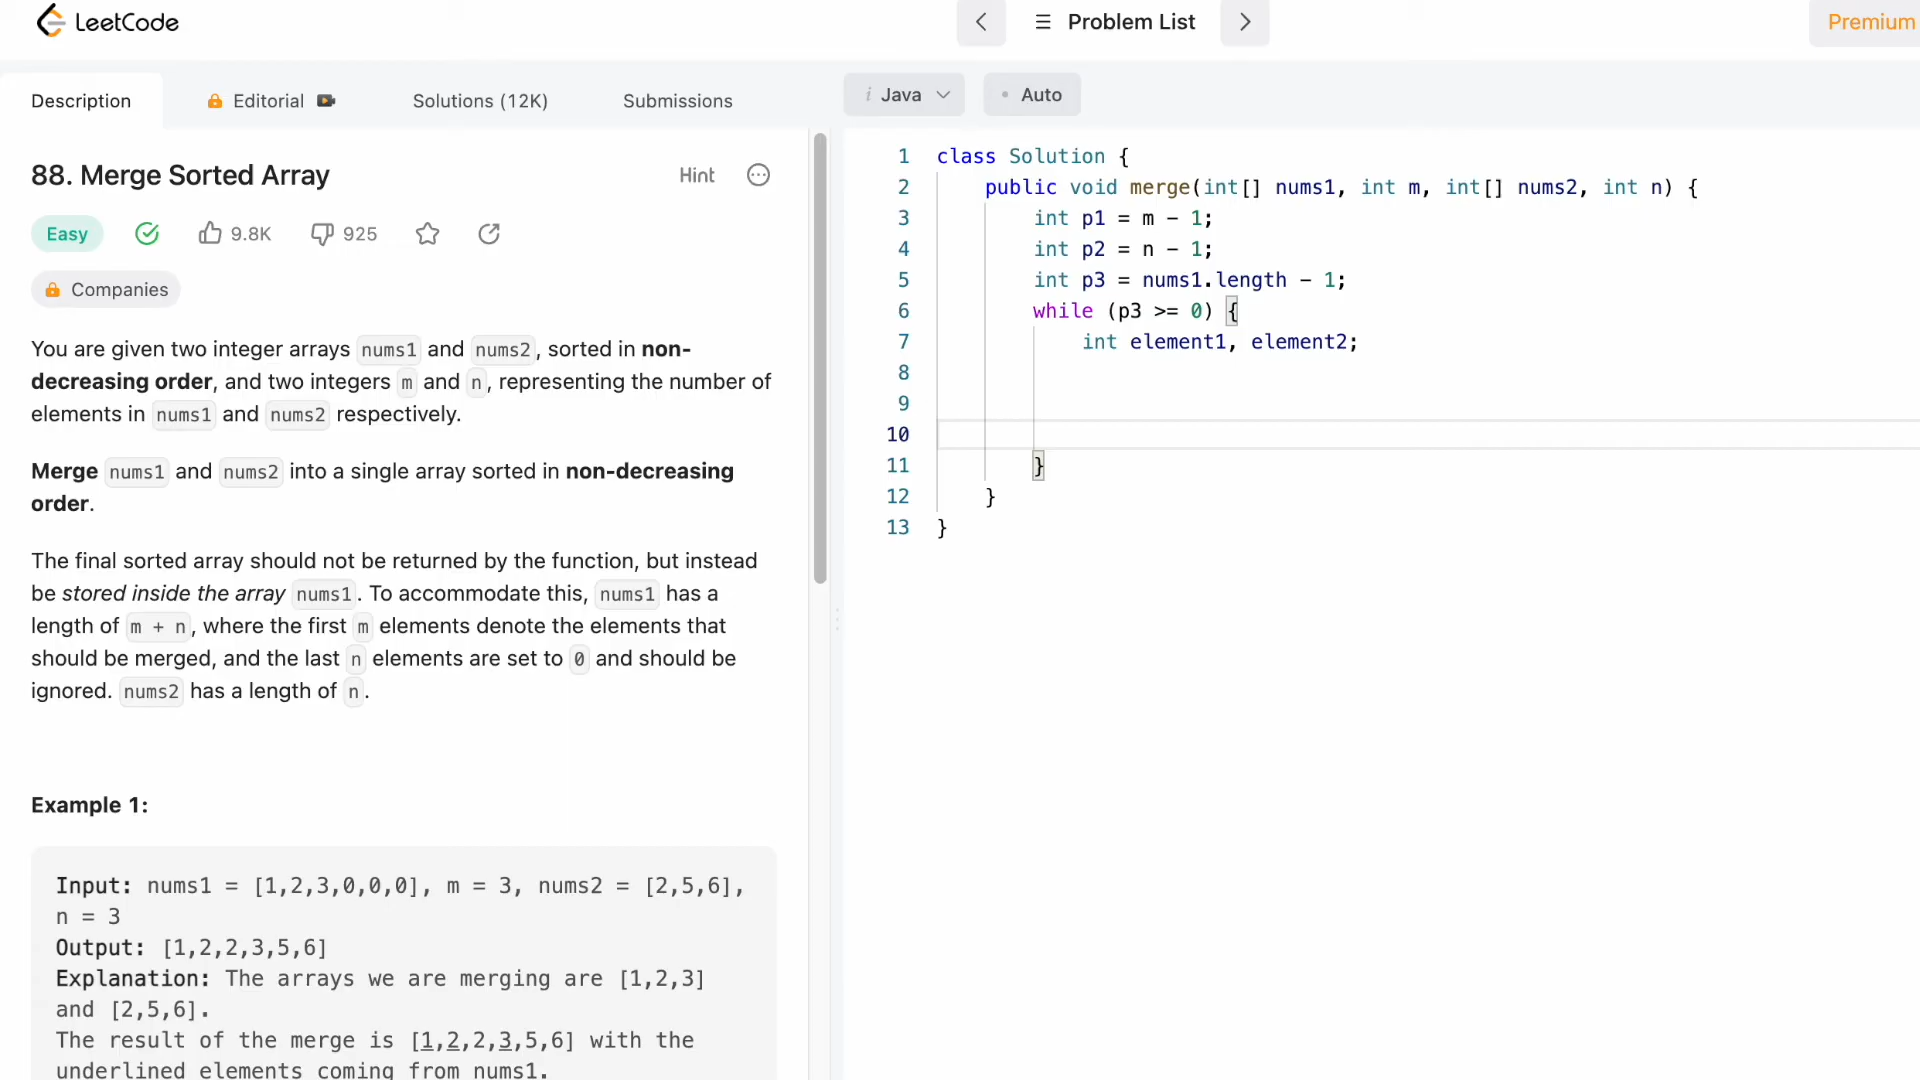 LeetCode
Problem List
Premium
Description
Editorial
Solutions (12K)
Submissions
i Java
Auto
88. Merge Sorted Array
Hint
Easy
9.8K
925
Companies
You are given two integer arrays nums1 and nums2, sorted in non-
decreasing order, and two integers m and n, representing the number of
elements in nums1 and nums2 respectively.
Merge nums1 and nums2 into a single array sorted in non-decreasing
order.
The final sorted array should not be returned by the function, but instead
be stored inside the array nums1. To accommodate this, nums1 has a
length of m + n, where the first m elements denote the elements that
should be merged, and the last n elements are set to 0 and should be
ignored. nums2 has a length of n.
Example 1:
Input: nums1 = [1,2,3,0,0,0], m = 3, nums2 = [2,5,6],
n = 3
Output: [1,2,2,3,5,6]
Explanation: The arrays we are merging are [1,2,3]
and [2,5,6].
The result of the merge is [1,2,2,3,5,6] with the
underlined elements coming from nums1.
1 class Solution {
2 public void merge(int[] nums1, int m, int[] nums2, int n) {
3 int p1 = m - 1;
4 int p2 = n - 1;
5 int p3 = nums1.length - 1;
6 while (p3 >= 0) {
7 int element1, element2;
8
9
10
11 }
12 }
13 }